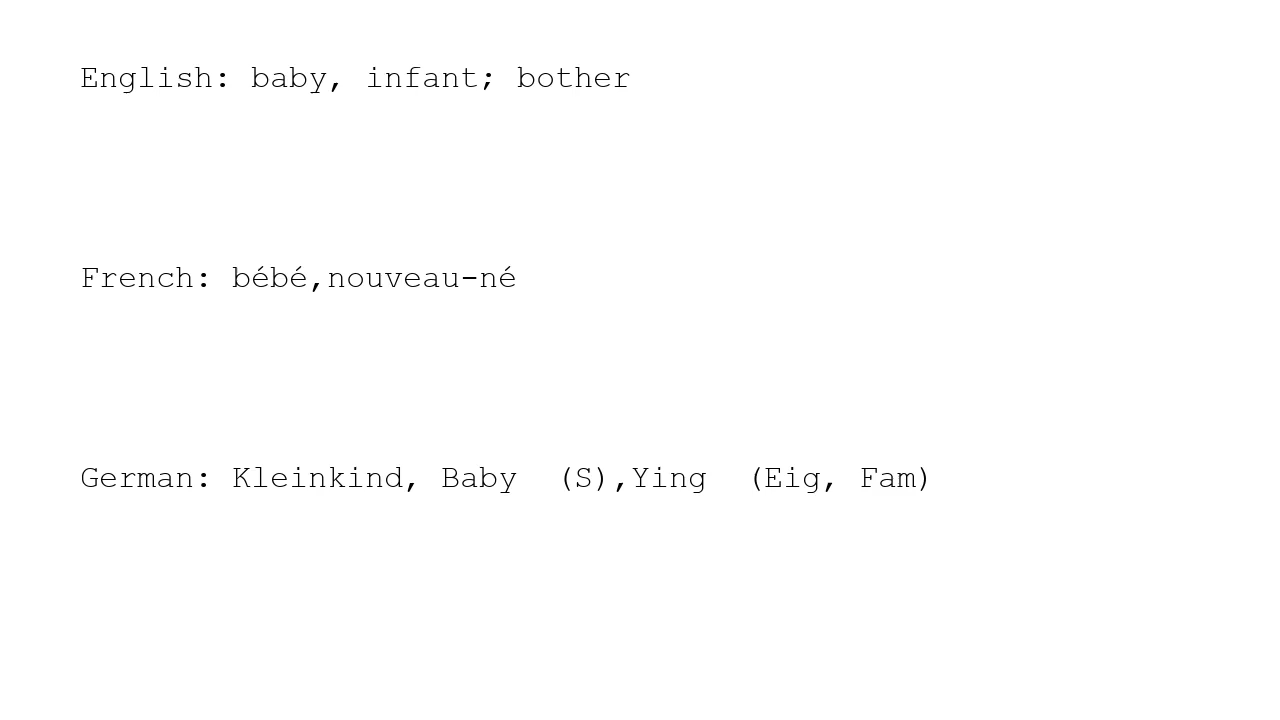 English: baby, infant; bother
French: bébé,nouveau-né
German: Kleinkind, Baby  (S),Ying  (Eig, Fam)